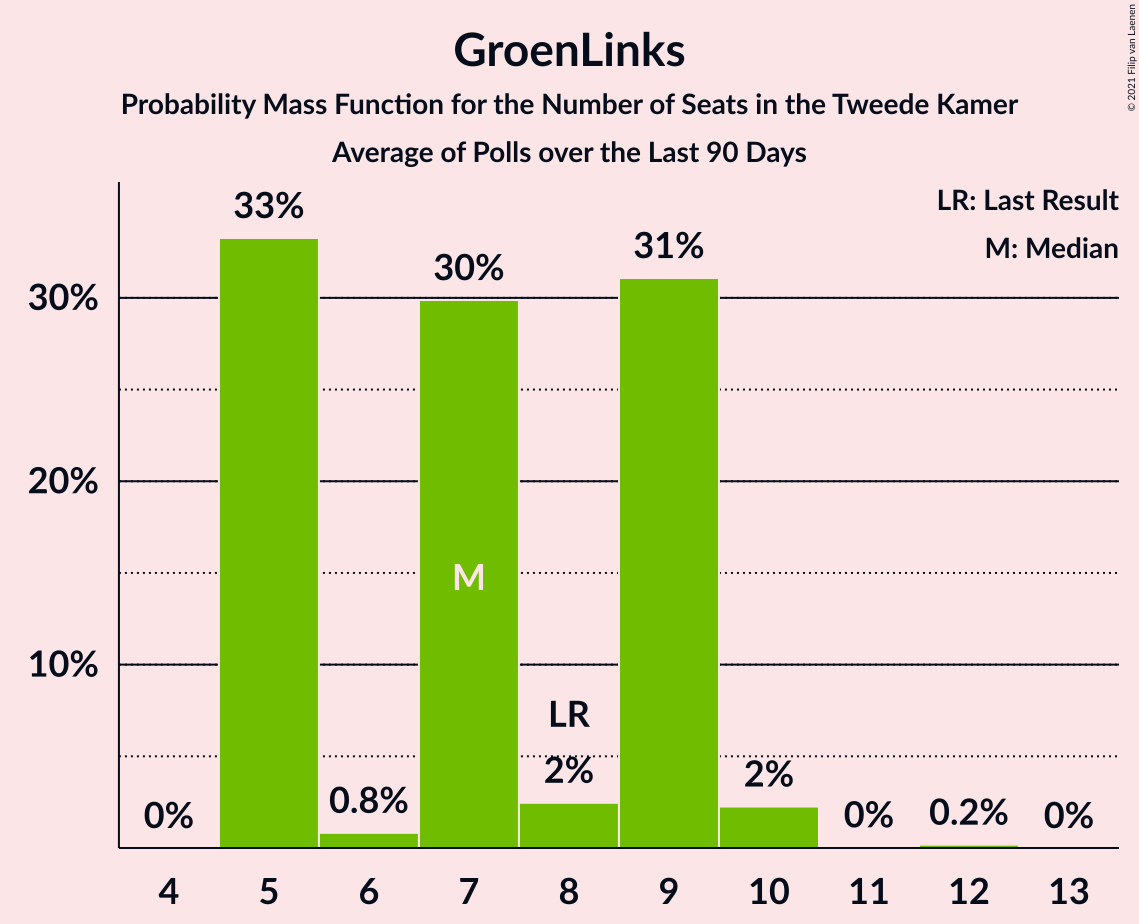 GroenLinks
Probability Mass Function for the Number of Seats in the Tweede Kamer
Average of Polls over the Last 90 Days
© 2021 Filip van Laenen
LR: Last Result
M: Median
33%
30%
31%
30%
20%
10%
M
LR
0%
0.8%
2%
2%
0%
0.2%
0%
4 5 6 7 8 9 10 11 12 13